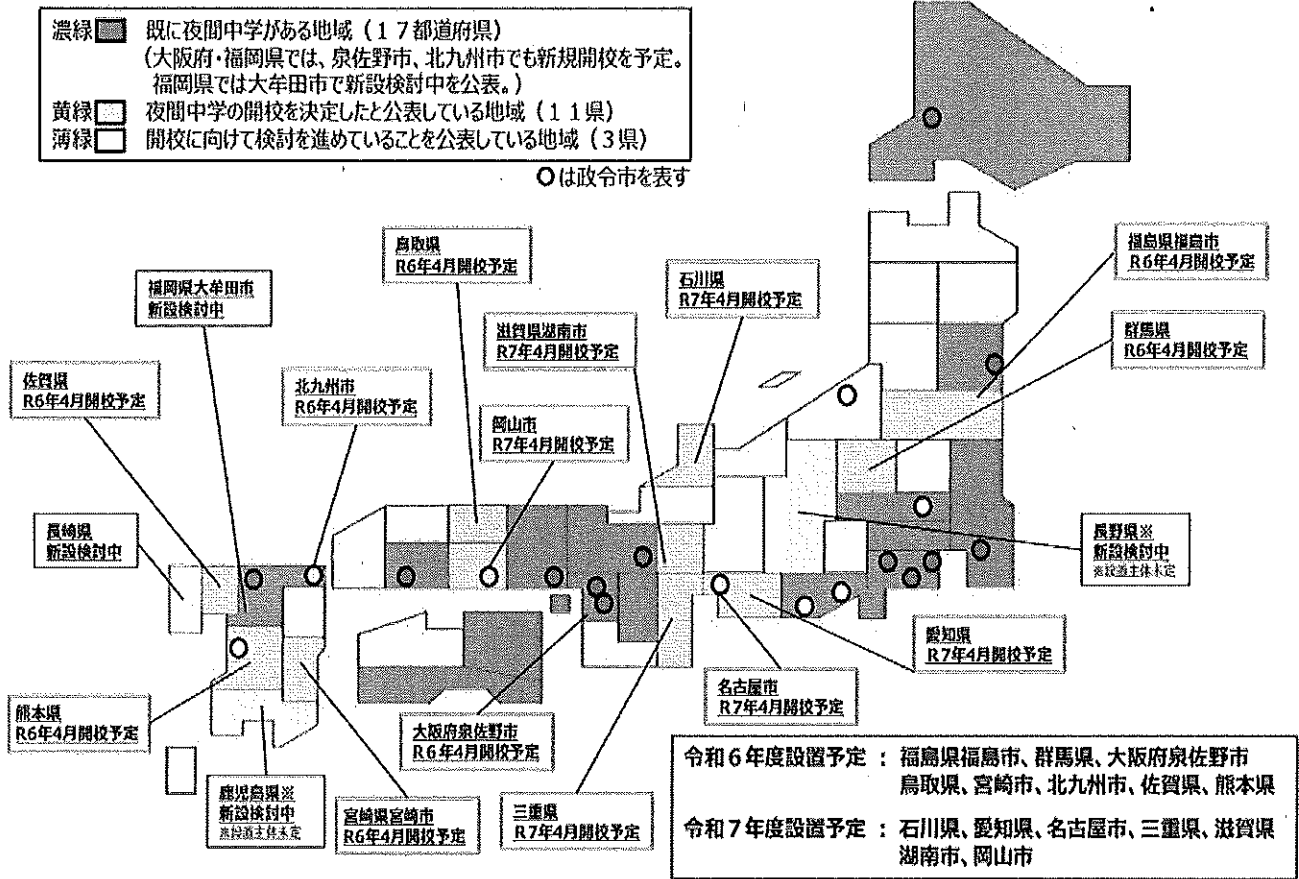 濃緑 既に夜間中学がある地域（17都道府県）
（大阪府・福岡県では、泉佐野市、北九州市でも新規開校を予定。
福岡県では大牟田市で新設検討中を公表。）
黄緑 夜間中学の開校を決定したと公表している地域（11県）
薄緑 開校に向けて検討を進めていることを公表している地域（3県）
○は政令市を表す
鳥取県
R6年4月開校予定
福島県福島市
R6年4月開校予定
石川県
R7年4月開校予定
福岡県大牟田市
新設検討中
滋賀県湖南市
R7年4月開校予定
群馬県
R6年4月開校予定
佐賀県
R6年4月開校予定
北九州市
R6年4月開校予定
岡山市
R7年4月開校予定
長崎県
新設検討中
長野県※
新設検討中
※設置主体未定
愛知県
R7年4月開校予定
名古屋市
R7年4月開校予定
熊本県
R6年4月開校予定
大阪府泉佐野市
R6年4月開校予定
鹿児島県※
新設検討中
※設置主体未定
宮崎県宮崎市
R6年4月開校予定
三重県
R7年4月開校予定
令和6年度設置予定 ： 福島県福島市、群馬県、大阪府泉佐野市
鳥取県、宮崎市、北九州市、佐賀県、熊本県
令和7年度設置予定 ： 石川県、愛知県、名古屋市、三重県、滋賀県
湖南市、岡山市